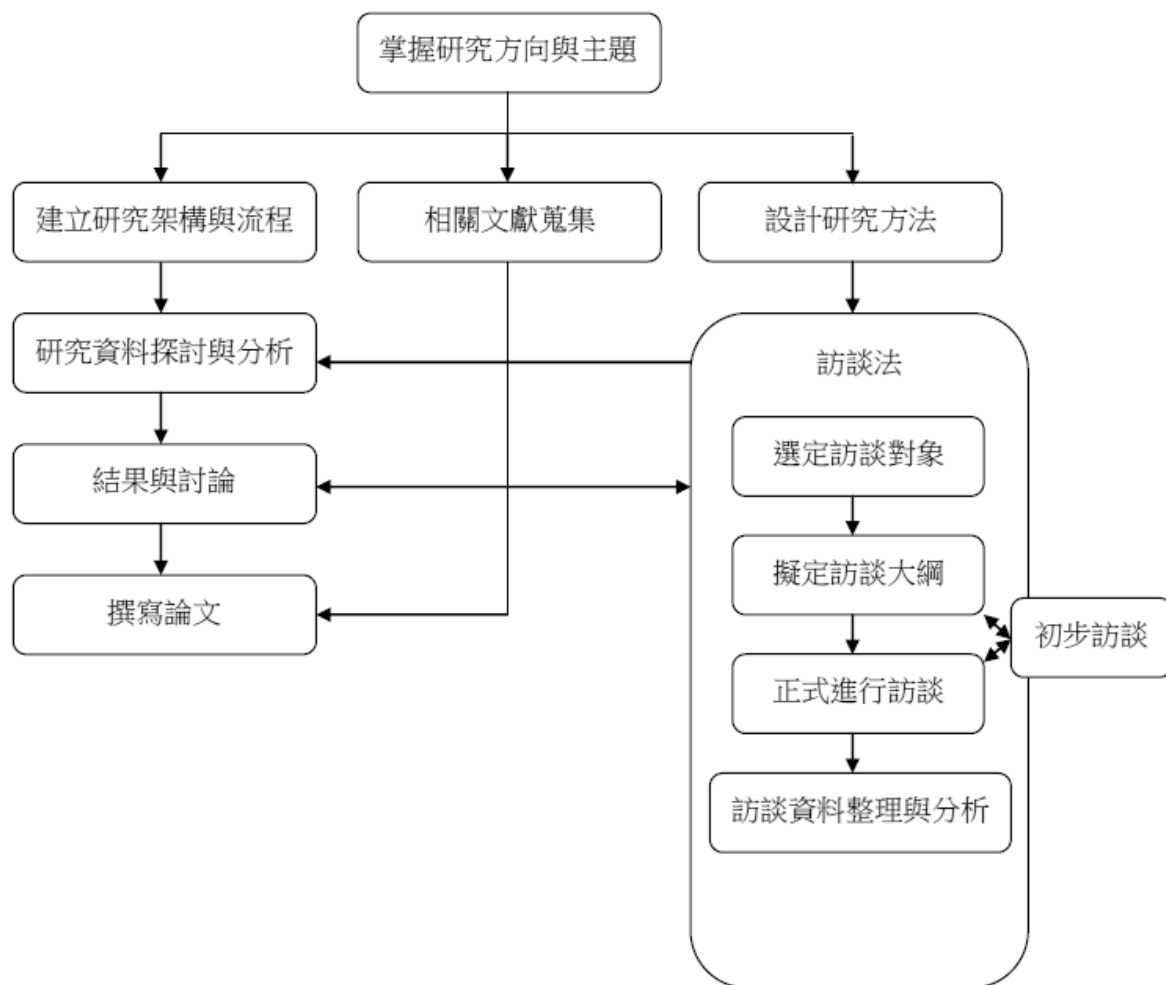 掌握研究方向與主題
建立研究架構與流程
相關文獻蒐集
設計研究方法
研究資料探討與分析
訪談法
選定訪談對象
結果與討論
擬定訪談大綱
撰寫論文
初步訪談
正式進行訪談
訪談資料整理與分析